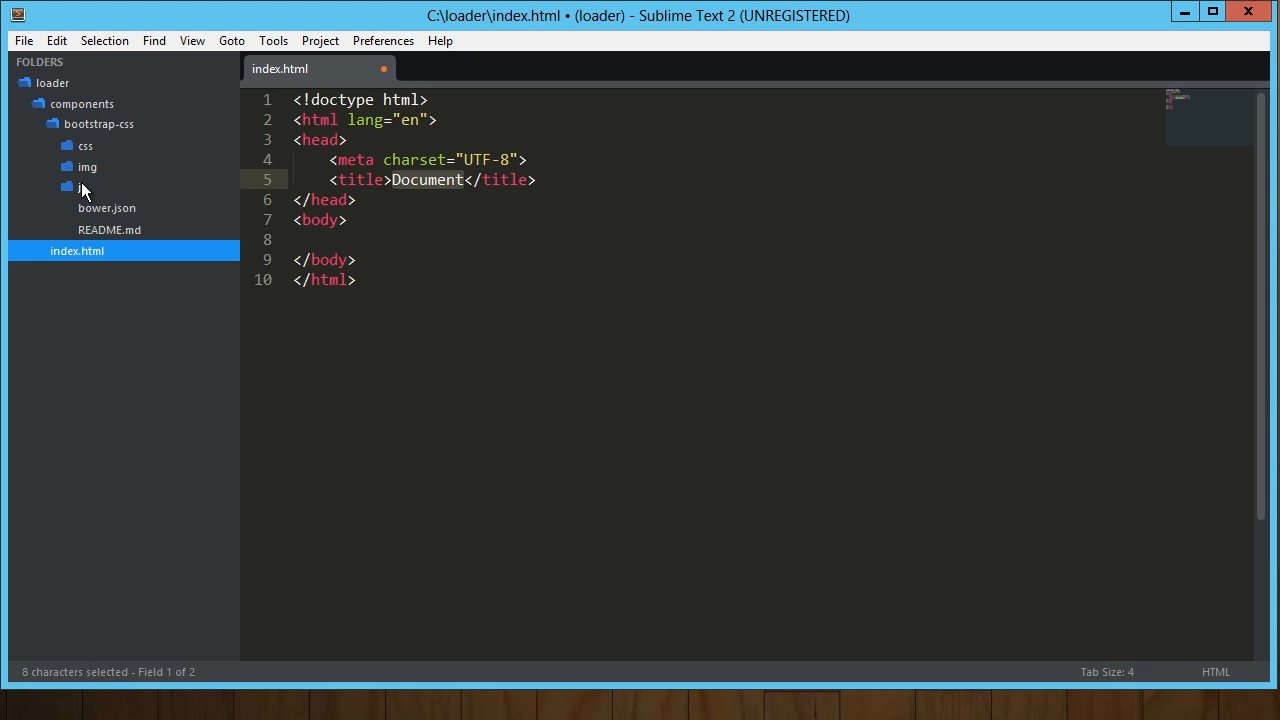 C:\loader\index.html • (loader) - Sublime Text 2 (UNREGISTERED)
File Edit Selection Find View Goto Tools Project Preferences Help
FOLDERS
loader
components
bootstrap-css
css
img
bower.json
README.md
index.html
index.html
1 <!doctype html>
2 <html lang="en">
3 <head>
4 <meta charset="UTF-8">
5 <title>Document</title>
6 </head>
7 <body>
8
9 </body>
10 </html>
8 characters selected - Field 1 of 2
Tab Size: 4
HTML